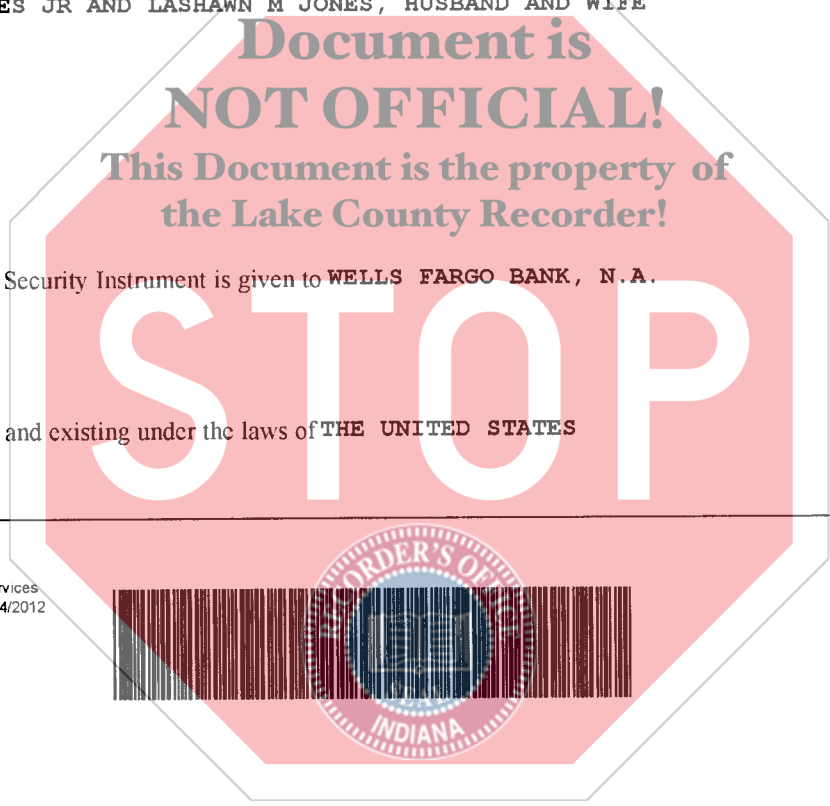 ES JR AND LASHAWN M JONES, HUSBAND AND WIFE
Document is
NOT OFFICIAL!
This Document is the property of
the Lake County Recorder!
Security Instrument is given to WELLS FARGO BANK, N.A.
STOP
and existing under the laws of THE UNITED STATES
rvices
4/2012
RECORDER'S OFFICE
SEAL
INDIANA